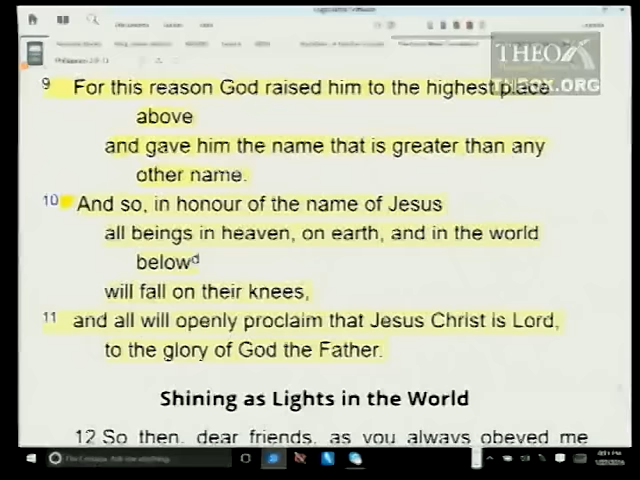 THEO
TNBOX.ORG
9 For this reason God raised him to the highest place
above
and gave him the name that is greater than any
other name.
10 And so, in honour of the name of Jesus
all beings in heaven, on earth, and in the world
belowd
will fall on their knees,
11 and all will openly proclaim that Jesus Christ is Lord,
to the glory of God the Father.
Shining as Lights in the World
12 So then, dear friends, as you always obeyed me